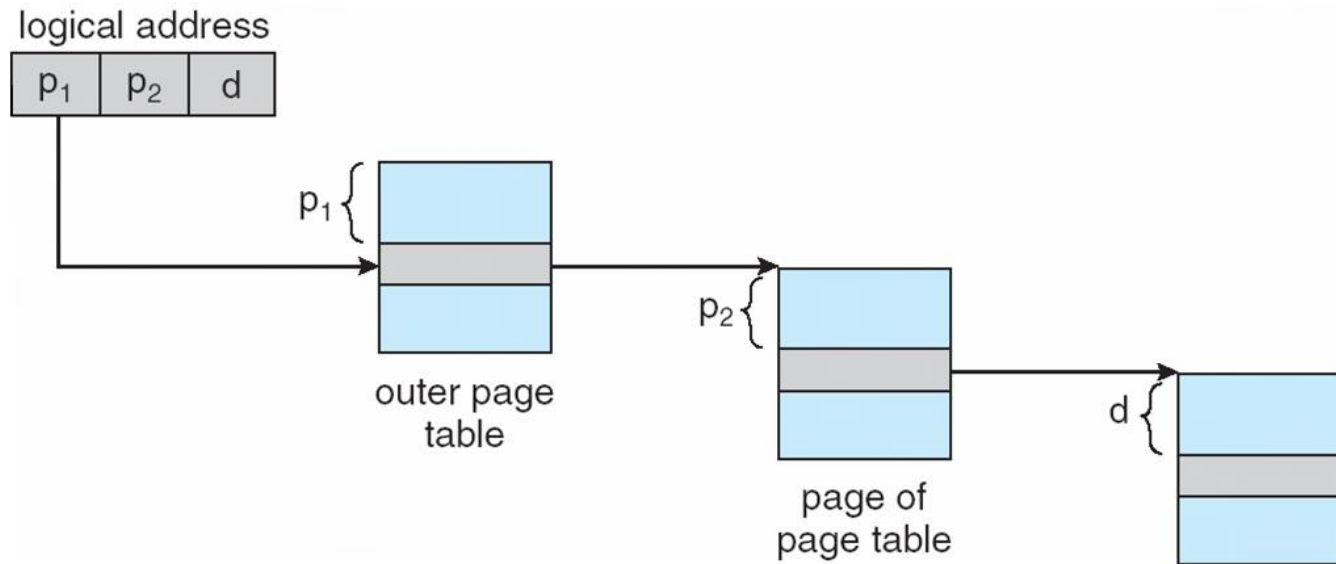 logical address
p₁ p₂ d
p₁
outer page
table
p₂
page of
page table
d